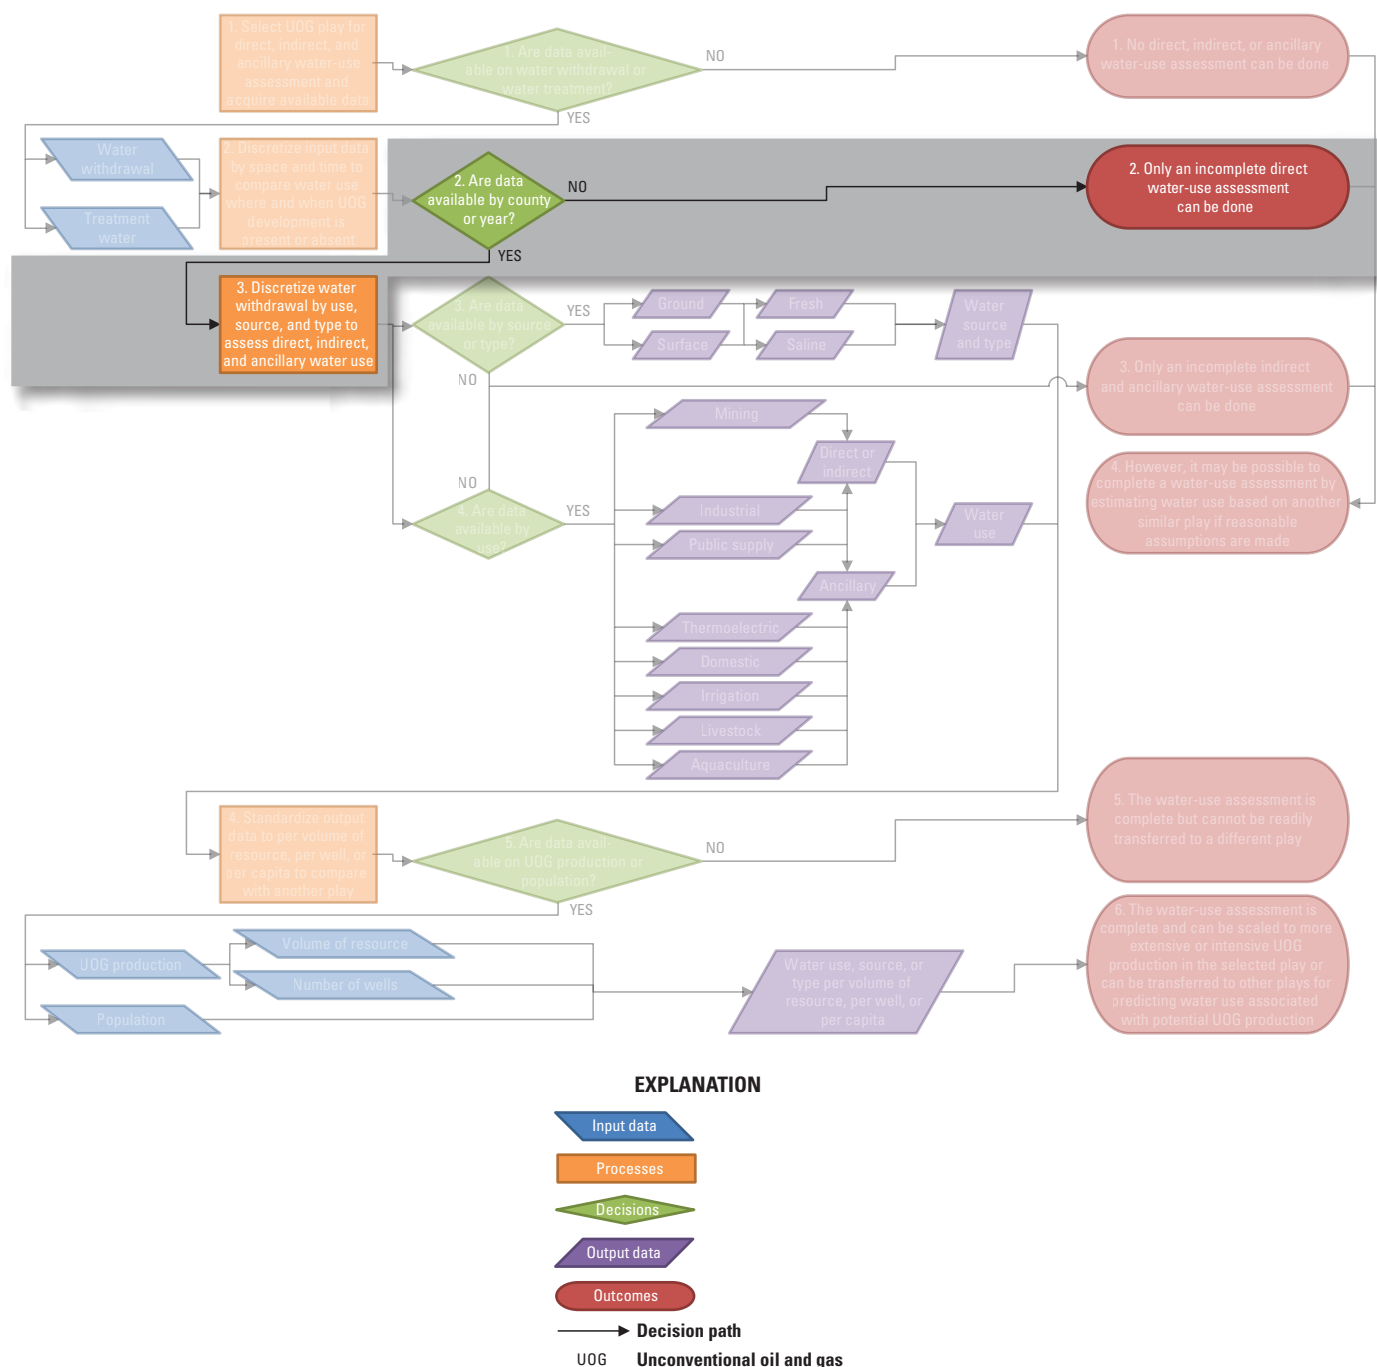 1. Select UOG play for
direct, indirect, and
ancillary water-use
assessment and
acquire available data
1. Are data avail-
able on water withdrawal or
water treatment?
NO
1. No direct, indirect, or ancillary
water-use assessment can be done
YES
Water
withdrawal
Treatment
water
2. Discretize input data
by space and time to
compare water use
where and when UOG
development is
present or absent
2. Are data
available by county
or year?
NO
2. Only an incomplete direct
water-use assessment
can be done
YES
3. Discretize water
withdrawal by use,
source, and type to
assess direct, indirect,
and ancillary water use
3. Are data
available by source
or type?
YES
Ground
Surface
Fresh
Saline
Water
source
and type
NO
3. Only an incomplete indirect
and ancillary water-use assessment
can be done
Mining
Direct or
indirect
NO
4. Are data
available by
use?
YES
Industrial
Public supply
Water
use
4. However, it may be possible to
complete a water-use assessment by
estimating water use based on another
similar play if reasonable
assumptions are made
Ancillary
Thermoelectric
Domestic
Irrigation
Livestock
Aquaculture
4. Standardize output
data to per volume of
resource, per well, or
per capita to compare
with another play
5. Are data avail-
able on UOG production or
population?
NO
5. The water-use assessment is
complete but cannot be readily
transferred to a different play
YES
UOG production
Population
Volume of resource
Number of wells
Water use, source, or
type per volume of
resource, per well, or
per capita
6. The water-use assessment is
complete and can be scaled to more
extensive or intensive UOG
production in the selected play or
can be transferred to other plays for
predicting water use associated
with potential UOG production
EXPLANATION
Input data
Processes
Decisions
Output data
Outcomes
Decision path
UOG Unconventional oil and gas